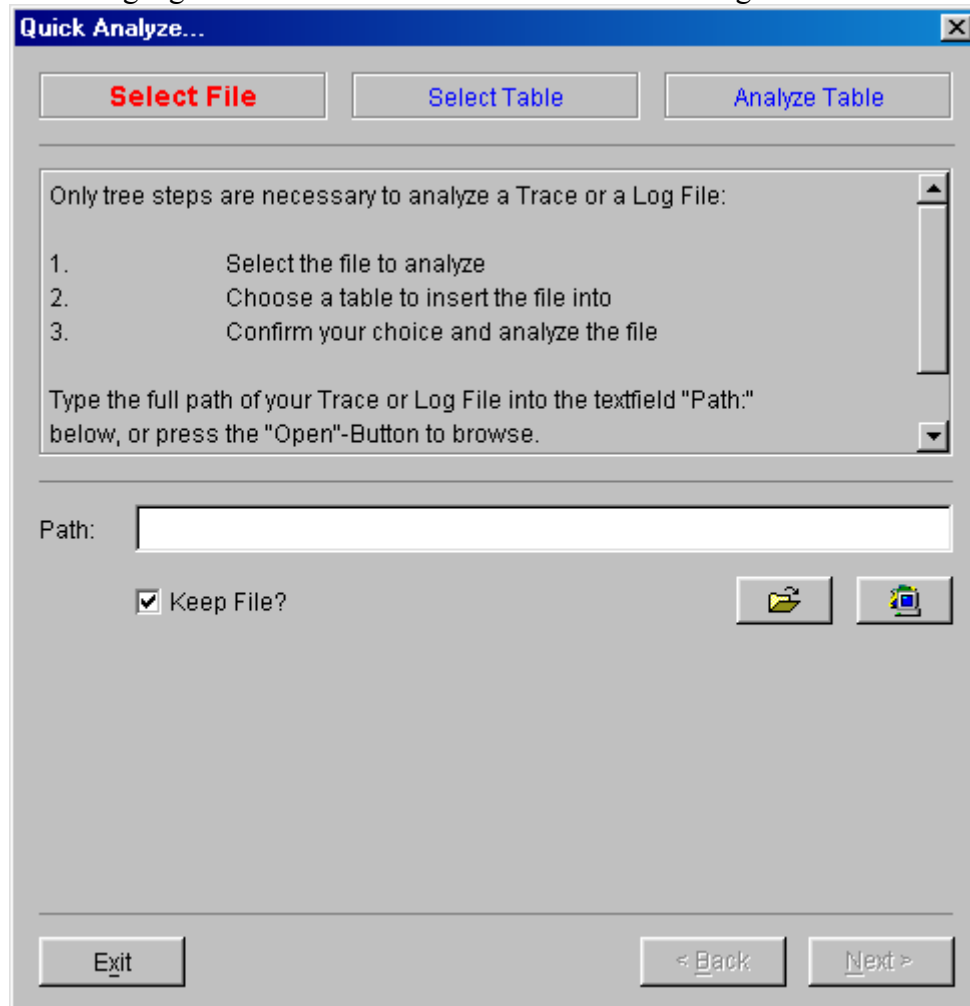 Quick Analyze...
Select File Select Table Analyze Table
Only tree steps are necessary to analyze a Trace or a Log File:
1. Select the file to analyze
2. Choose a table to insert the file into
3. Confirm your choice and analyze the file
Type the full path of your Trace or Log File into the textfield "Path:"
below, or press the "Open"-Button to browse.
Path:
Keep File?
Exit < Back Next >